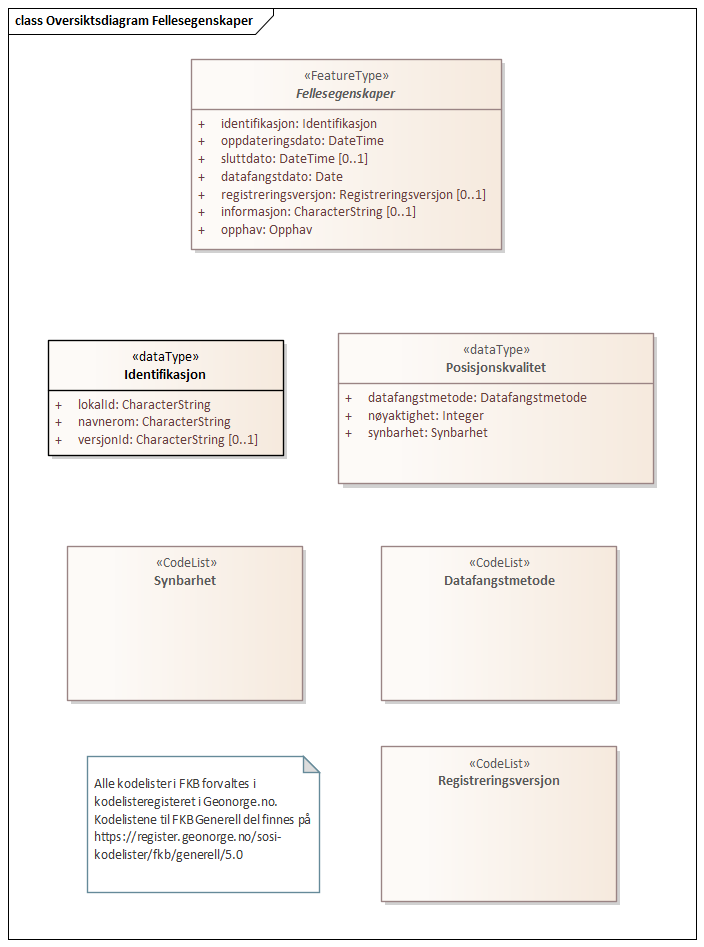 class Oversiktsdiagram Fellesegenskaper
«FeatureType»
Fellesegenskaper
+ identifikasjon: Identifikasjon
+ oppdateringsdato: DateTime
+ sluttdato: DateTime [0..1]
+ datafangstdato: Date
+ registreringsversjon: Registreringsversjon [0..1]
+ informasjon: CharacterString [0..1]
+ opphav: Opphav
«dataType»
Identifikasjon
+ lokalId: CharacterString
+ navnerom: CharacterString
+ versjonId: CharacterString [0..1]
«dataType»
Posisjonskvalitet
+ datafangstmetode: Datafangstmetode
+ nøyaktighet: Integer
+ synbarhet: Synbarhet
«CodeList»
Synbarhet
«CodeList»
Datafangstmetode
Alle kodelister i FKB forvaltes i
kodelisteregisteret i Geonorge.no.
Kodelistene til FKB Generell del finnes på
https://register.geonorge.no/sosi-
kodelister/fkb/generell/5.0
«CodeList»
Registreringsversjon